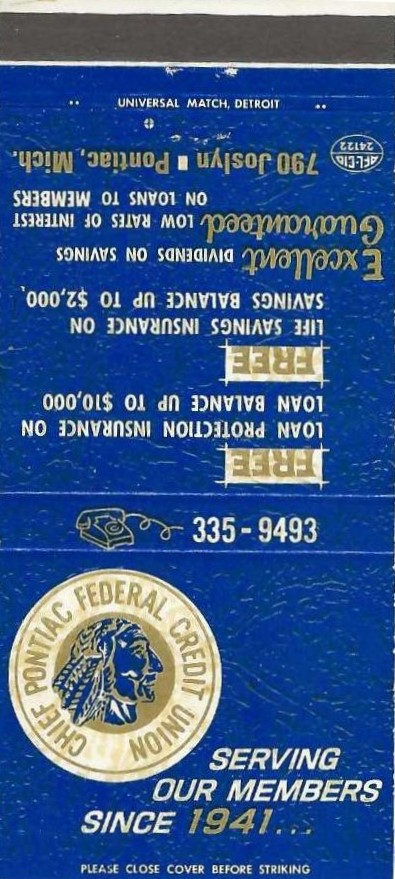 UNIVERSAL MATCH, DETROIT
CHIEF PONTIAC FEDERAL CREDIT UNION
SERVING
OUR MEMBERS
SINCE 1941...
PLEASE CLOSE COVER BEFORE STRIKING
335-9493
FREE
LOAN PROTECTION INSURANCE ON
LOAN BALANCE UP TO $10,000
FREE
LIFE SAVINGS INSURANCE ON
SAVINGS BALANCE UP TO $2,000,
Excellent DIVIDENDS ON SAVINGS
Guaranteed LOW RATES OF INTEREST
ON LOANS TO MEMBERS
790 Joslyn ■ Pontiac, Mich.
AFL-CIO
24122